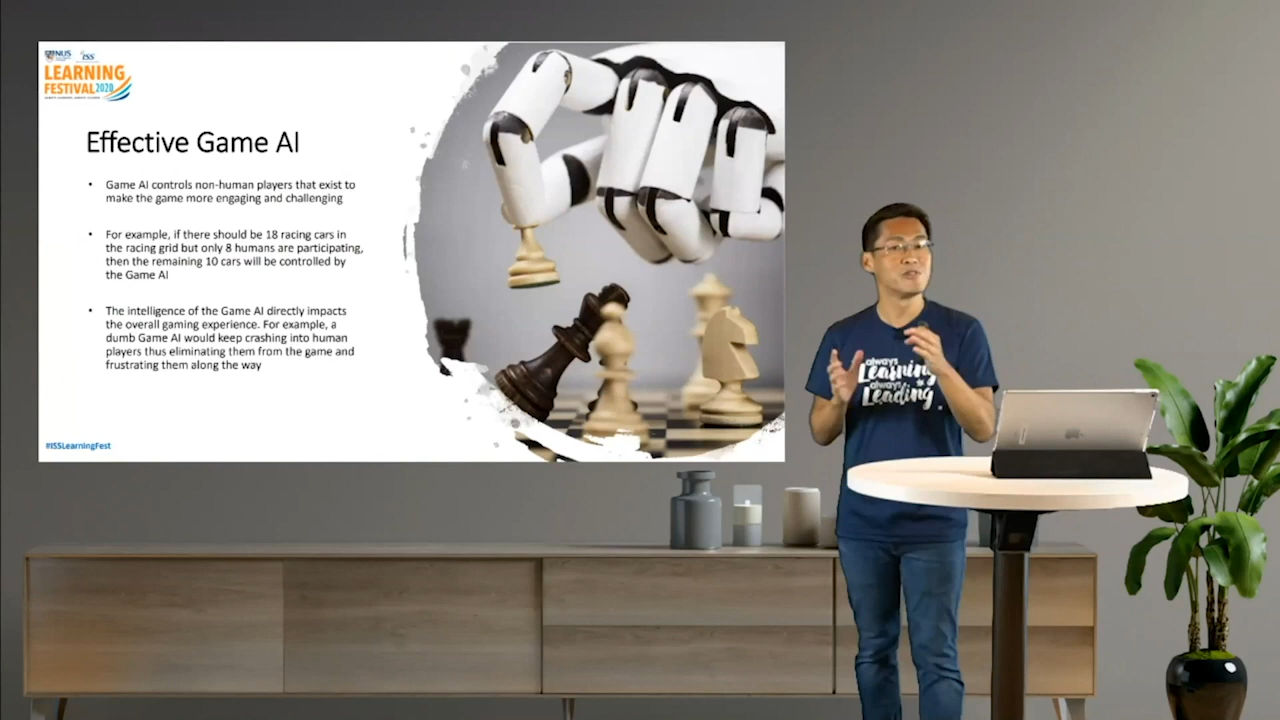 NUS
ISS
LEARNING
FESTIVAL 2020
Effective Game AI
• Game AI controls non-human players that exist to
make the game more engaging and challenging
• For example, if there should be 18 racing cars in
the racing grid but only 8 humans are participating,
then the remaining 10 cars will be controlled by
the Game AI
• The intelligence of the Game AI directly impacts
the overall gaming experience. For example, a
dumb Game AI would keep crashing into human
players thus eliminating them from the game and
frustrating them along the way
#ISSLearningFest
always
Learning
always
Leading